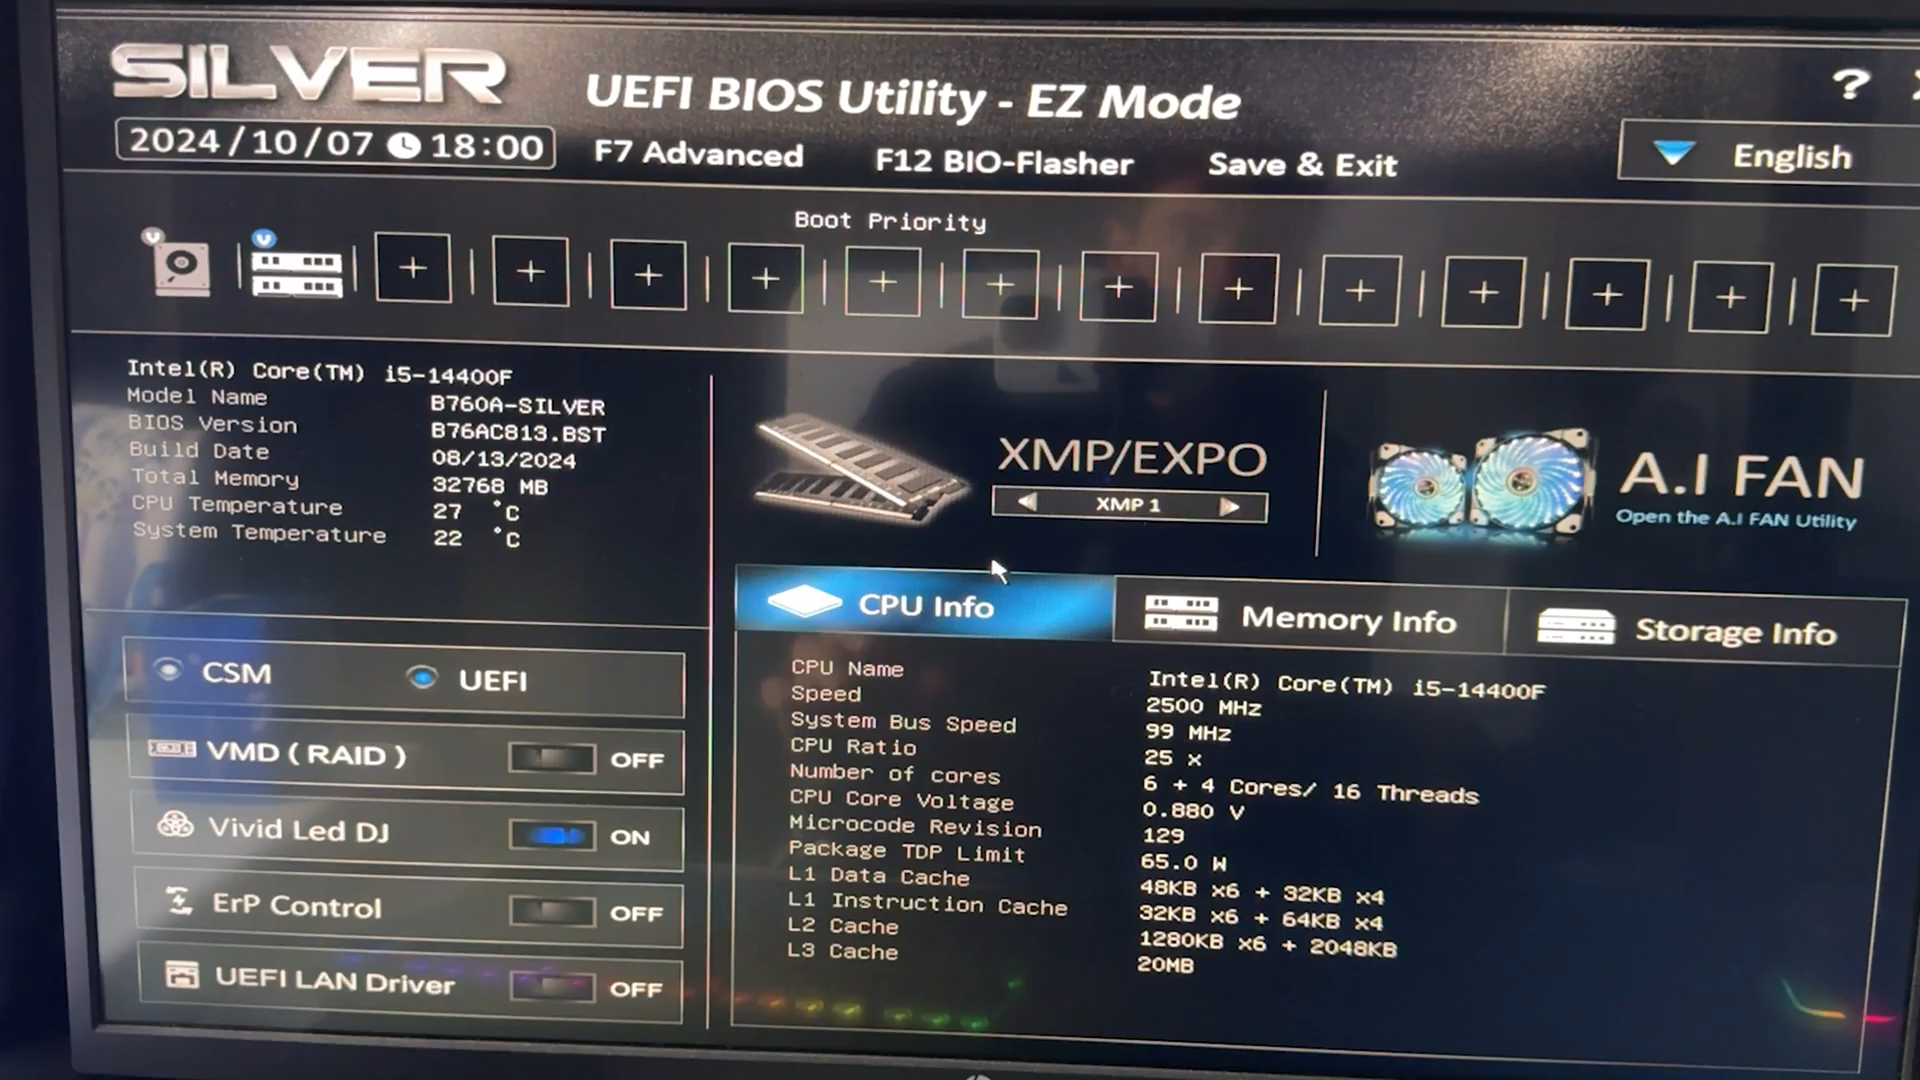 SILVER
UEFI BIOS Utility - EZ Mode
?
2024/10/07 18:00
F7 Advanced
F12 BIO-Flasher
Save & Exit
English
Boot Priority
Intel(R) Core(TM) i5-14400F
Model Name B760A-SILVER
BIOS Version B76AC813.BST
Build Date 08/13/2024
Total Memory 32768 MB
CPU Temperature 27 °C
System Temperature 22 °C
XMP/EXPO
XMP 1
A.I FAN
Open the A.I FAN Utility
CSM
UEFI
VMD ( RAID ) OFF
Vivid Led DJ ON
ErP Control OFF
UEFI LAN Driver OFF
CPU Info
Memory Info
Storage Info
CPU Name Intel(R) Core(TM) i5-14400F
Speed 2500 MHz
System Bus Speed 99 MHz
CPU Ratio 25 x
Number of cores 6 + 4 Cores/ 16 Threads
CPU Core Voltage 0.880 V
Microcode Revision 129
Package TDP Limit 65.0 W
L1 Data Cache 48KB x6 + 32KB x4
L1 Instruction Cache 32KB x6 + 64KB x4
L2 Cache 1280KB x6 + 2048KB
L3 Cache 20MB